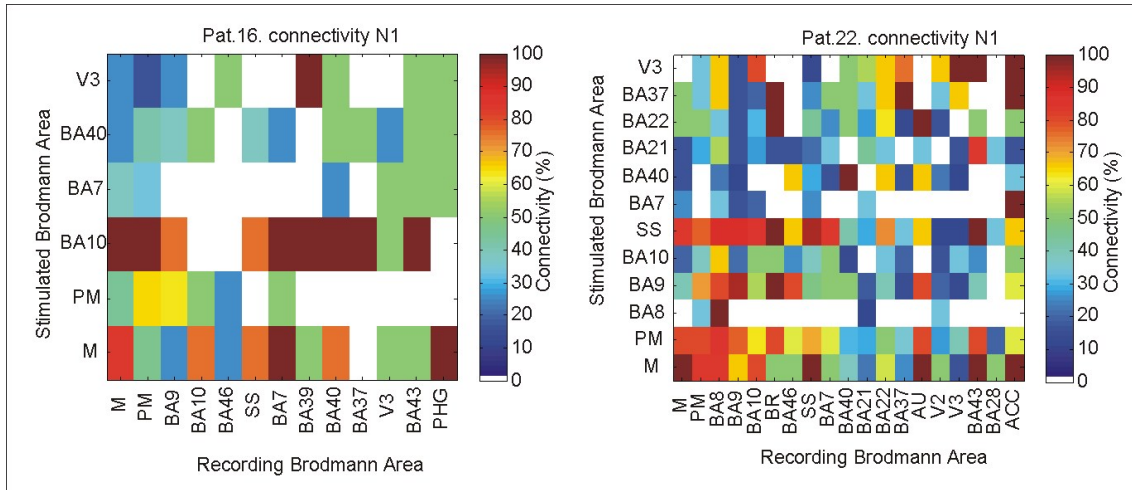 Pat.16. connectivity N1
Stimulated Brodmann Area
V3
BA40
BA7
BA10
PM
M
M
PM
BA9
BA10
BA46
SS
BA7
BA39
BA40
BA37
V3
BA43
PHG
Recording Brodmann Area
100
90
80
70
60
50
40
30
20
10
0
Connectivity (%)
Pat.22. connectivity N1
Stimulated Brodmann Area
V3
BA37
BA22
BA21
BA40
BA7
SS
BA10
BA9
BA8
PM
M
M
PM
BA8
BA9
BA10
BR
BA46
SS
BA7
BA40
BA21
BA22
BA37
AU
V2
V3
BA43
BA28
ACC
Recording Brodmann Area
100
90
80
70
60
50
40
30
20
10
0
Connectivity (%)